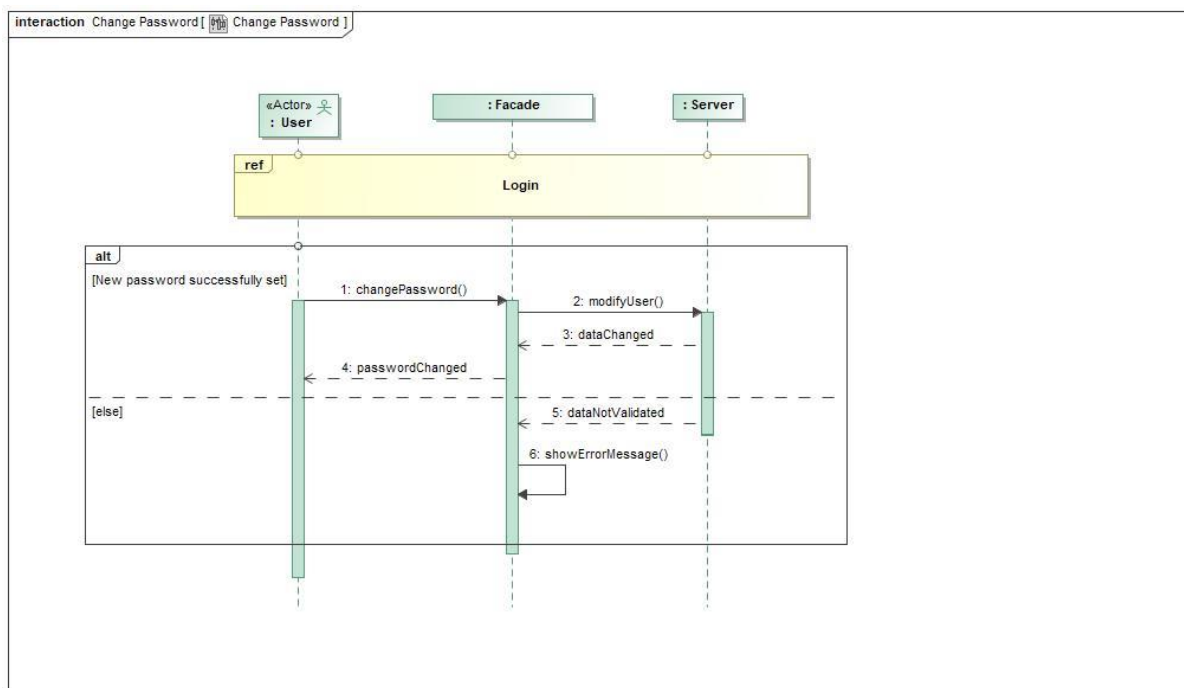 interaction Change Password [ Change Password ]
«Actor»
: User
: Facade
: Server
ref
Login
alt
[New password successfully set]
1: changePassword()
2: modifyUser()
3: dataChanged
4: passwordChanged
[else]
5: dataNotValidated
6: showErrorMessage()